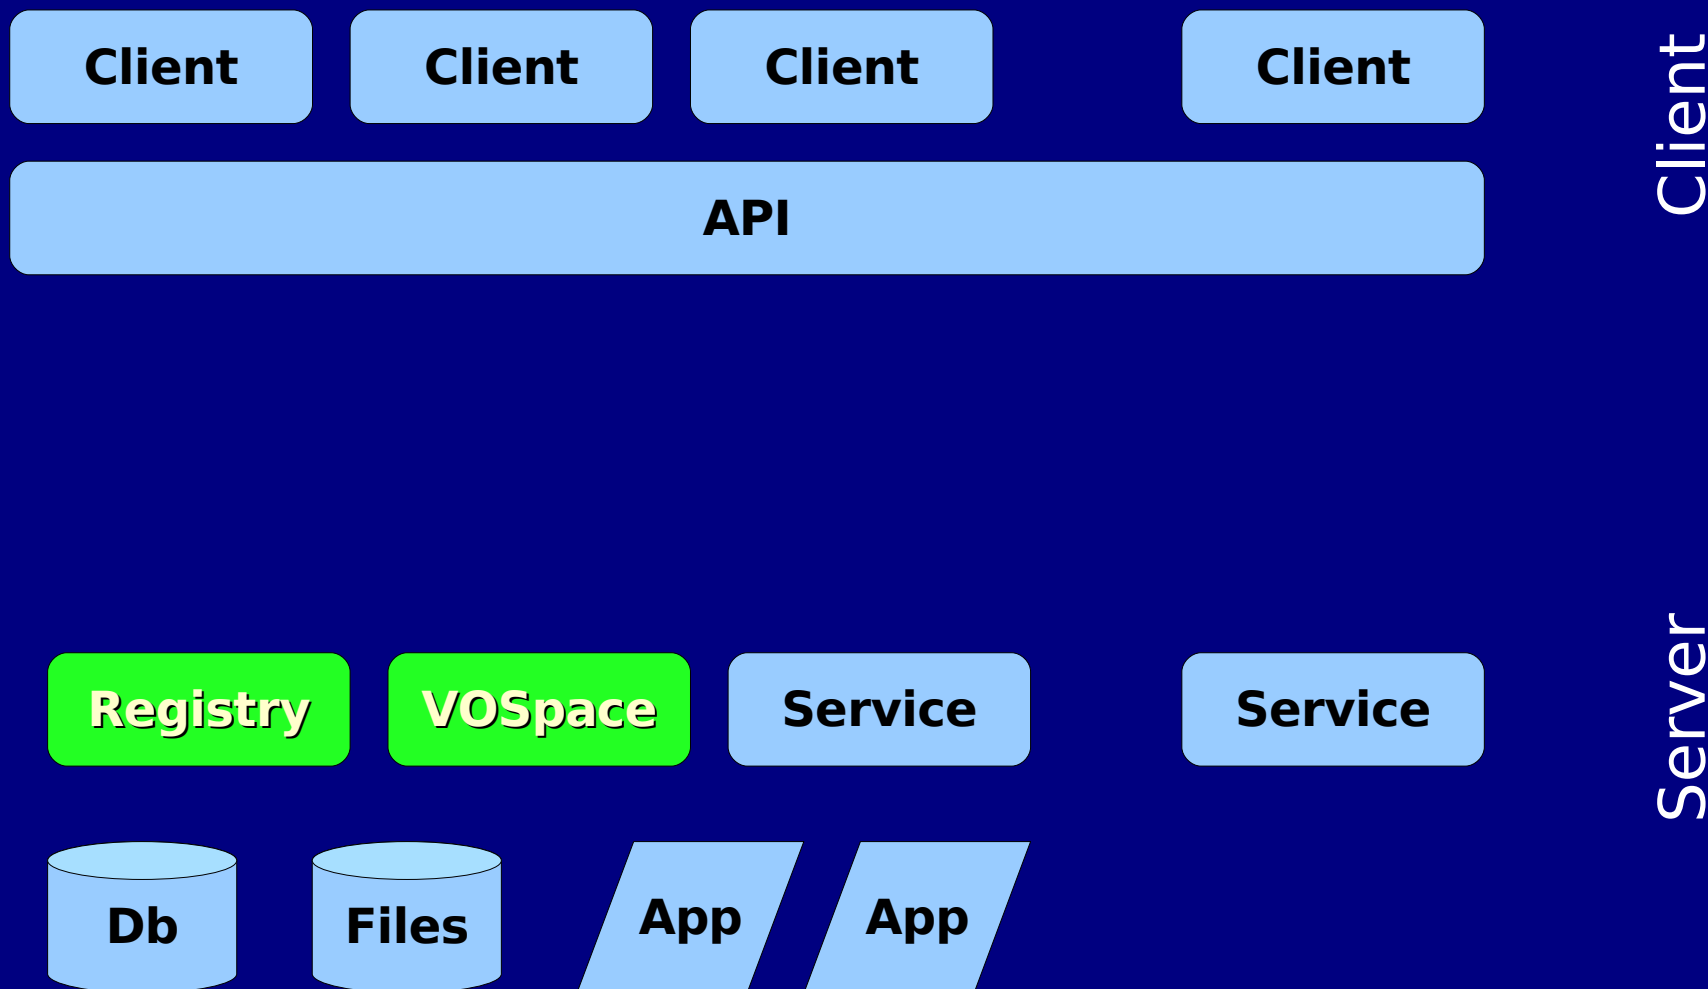 Client
Client
Client
Client
Client
API
Registry
VOSpace
Service
Service
Server
Db
Files
App
App